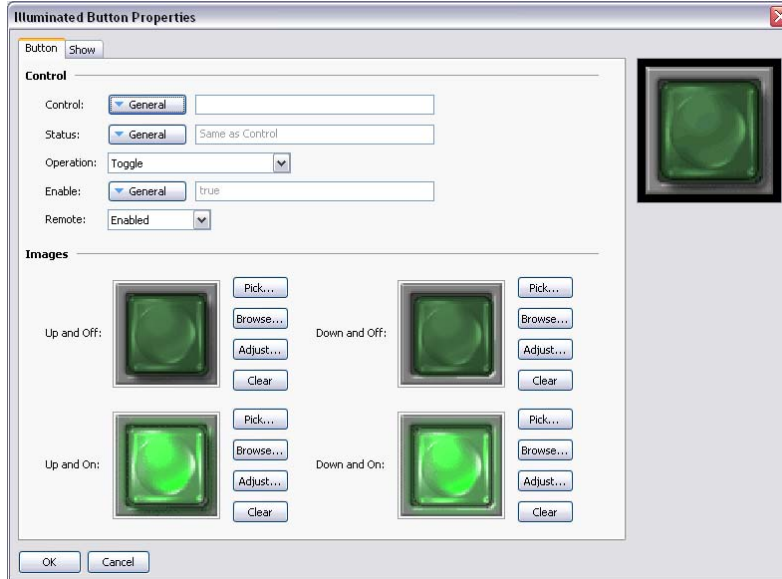 Illuminated Button Properties
Button Show
Control
Control: General
Status: General Same as Control
Operation: Toggle
Enable: General true
Remote: Enabled
Images
Up and Off:
Pick...
Browse...
Adjust...
Clear
Down and Off:
Pick...
Browse...
Adjust...
Clear
Up and On:
Pick...
Browse...
Adjust...
Clear
Down and On:
Pick...
Browse...
Adjust...
Clear
OK Cancel